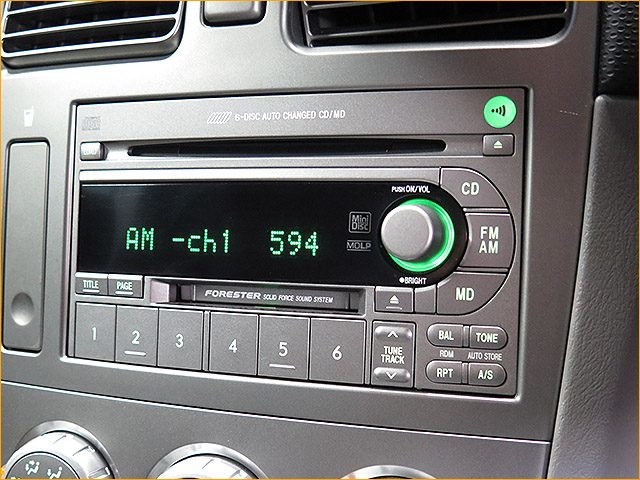 6-DISC AUTO CHANGED CD/MD
PUSH ON/VOL
CD
AM -ch1 594
Mini DISC
MDLP
FM
AM
BRIGHT
MD
TITLE PAGE
FORESTER SOLID FORCE SOUND SYSTEM
1 2 3 4 5 6
TUNE
TRACK
BAL TONE
RDM AUTO STORE
RPT A/S